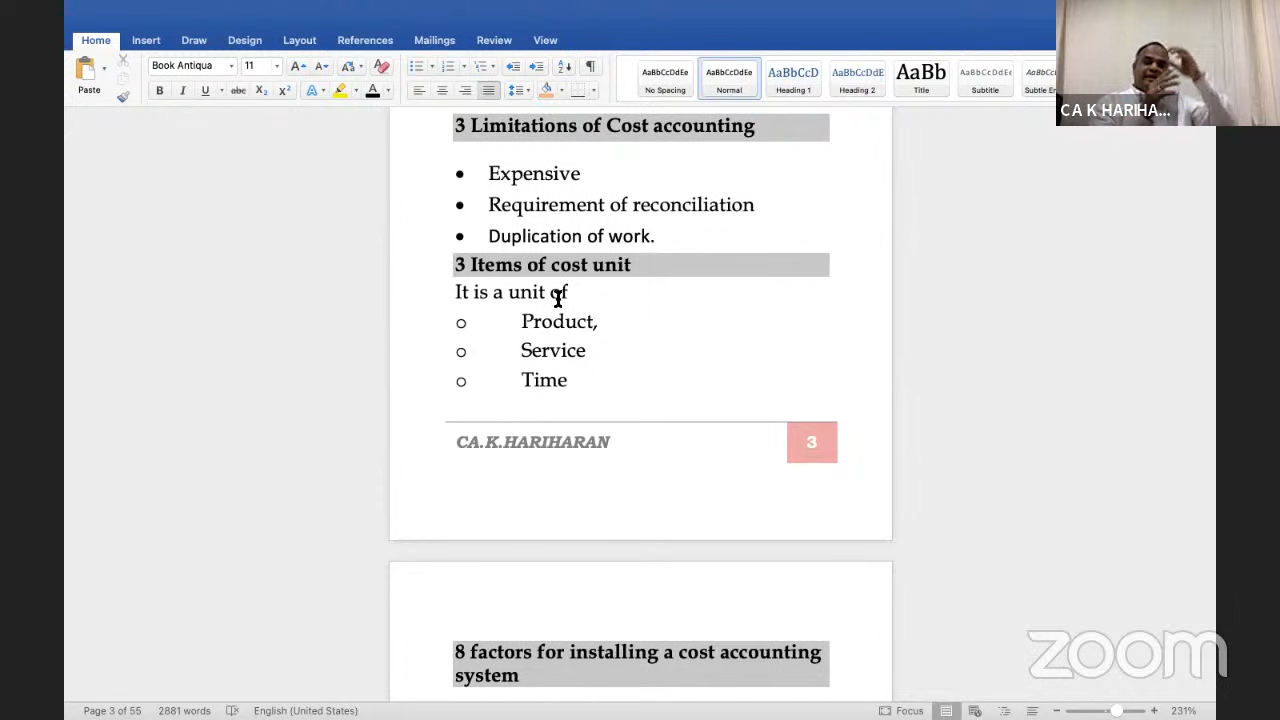 Home Insert Draw Design Layout References Mailings Review View
Book Antiqua 11
Paste
AaBbCcDdEe AaBbCcDdEe AaBbCcD AaBbCcDdE AaBb AaBbCcDdEe AaBbCcD
No Spacing Normal Heading 1 Heading 2 Title Subtitle Subtle Em
C A K HARIHA...
3 Limitations of Cost accounting
• Expensive
• Requirement of reconciliation
• Duplication of work.
3 Items of cost unit
It is a unit of
o Product,
o Service
o Time
CA.K.HARIHARAN 3
8 factors for installing a cost accounting
system
zoom
Page 3 of 55 2881 words English (United States) Focus 231%